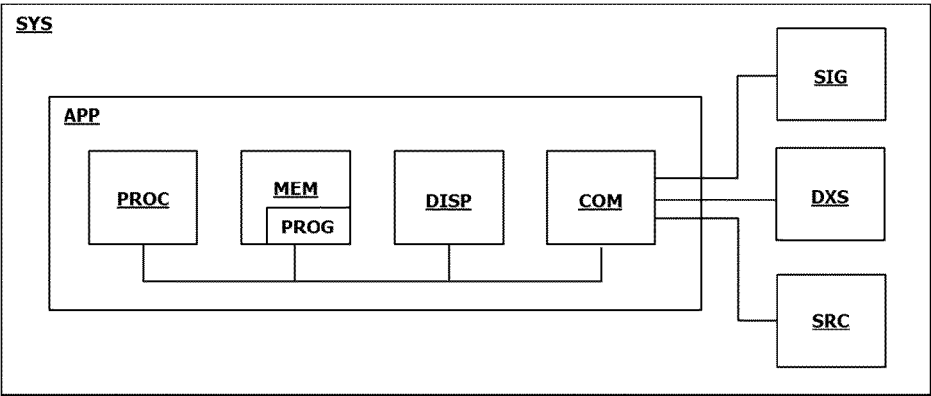 SYS
SIG
APP
PROC
MEM
PROG
DISP
COM
DXS
SRC